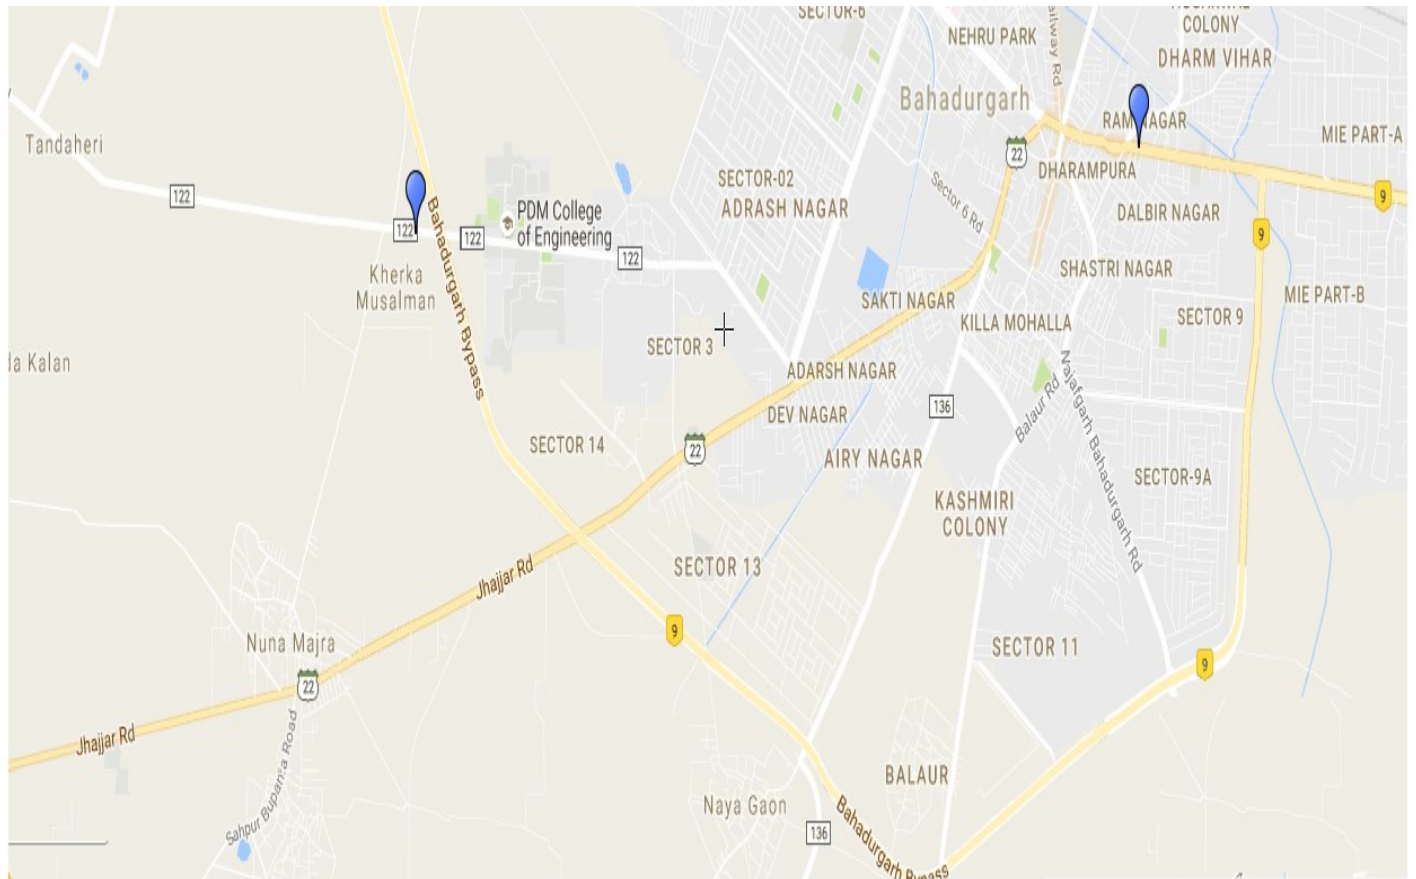 SECTOR-6
NEHRU PARK
ailway Rd
COLONY
DHARM VIHAR
Bahadurgarh
RAM NAGAR
MIE PART-A
Tandaheri
22
DHARAMPURA
SECTOR-02
122
Sector 6 Rd
9
ADRASH NAGAR
PDM College
of Engineering
DALBIR NAGAR
122
122
9
122
Bahadurgarh Bypass
SHASTRI NAGAR
Kherka
Musalman
SAKTI NAGAR
MIE PART-B
KILLA MOHALLA
SECTOR 9
SECTOR 3
da Kalan
ADARSH NAGAR
Najafgarh Bahadurgarh Rd
136
Balaur Rd
DEV NAGAR
SECTOR 14
22
AIRY NAGAR
SECTOR-9A
KASHMIRI
COLONY
SECTOR 13
Jhajjar Rd
9
Nuna Majra
SECTOR 11
9
22
Jhajjar Rd
Sahpur Bupania Road
BALAUR
Naya Gaon
136
Bahadurgarh Bypass